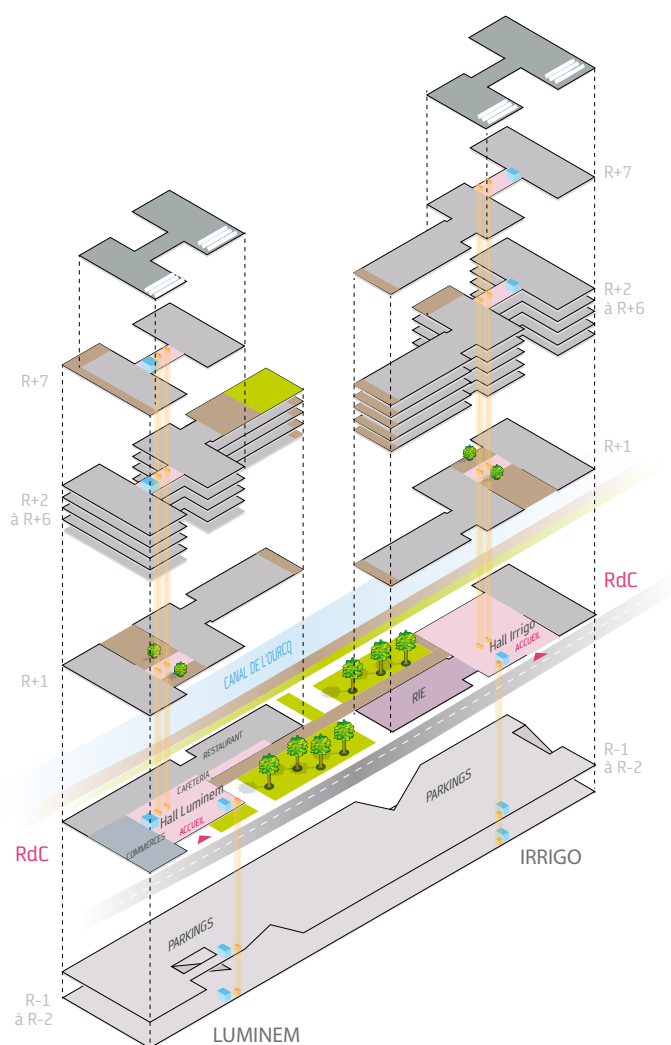 R+7
R+2
à R+6
R+1
RdC
R-1
à R-2
R+7
R+2
à R+6
R+1
RdC
R-1
à R-2
CANAL DE L'OURCQ
Hall Irrigo
ACCUEIL
RIE
RESTAURANT
CAFETERIA
Hall Luminem
ACCUEIL
COMMERCES
PARKINGS
PARKINGS
IRRIGO
LUMINEM